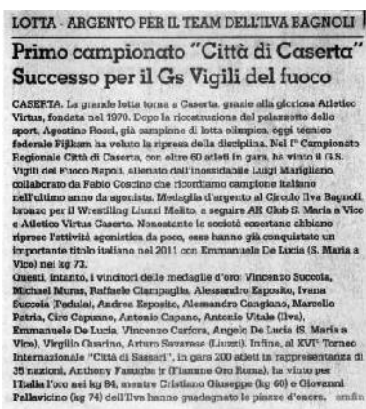 LOTTA - ARGENTO PER IL TEAM DELL'ILVA BAGNOLI
Primo campionato "Città di Caserta"
Successo per il Gs Vigili del fuoco
CASERTA. La grande lotta torna a Caserta, grazie alla gloriosa Atletico
Virtus, fondata nel 1970. Dopo la ricostruzione del palazzetto dello
sport, Agostino Rossi, già campione di lotta olimpica, oggi tecnico
federale Fijlkam ha voluto la ripresa della disciplina. Nel I° Campionato
Regionale Città di Caserta, con oltre 60 atleti in gara, ha vinto il G.S.
Vigili del Fuoco Napoli, allenato dall'inossidabile Luigi Marigliano,
collaborato da Fabio Coscino che ricordiamo campione italiano
nell'ultimo anno da agonista. Medaglia d'argento al Circolo Ilva Bagnoli,
bronzo per il Wrestling Liuzzi Melito, a seguire AK Club S. Maria a Vico
e Atletico Virtus Caserta. Nonostante le società casertane abbiano
ripreso l'attività agonistica da poco, esse hanno già conquistato un
importante titolo italiano nel 2011 con Emmanuele De Lucia (S. Maria a
Vico) nei kg 73.
Questi, intanto, i vincitori delle medaglie d'oro: Vincenzo Succoia,
Michael Muras, Raffaele Ciampaglia, Alessandro Esposito, Ivana
Succoia Andrea Esposito, Alessandro Cangiano, Marcello
Petria, Ciro Capuano, Antonio Capano, Antonio Vitale (Ilva),
Emmanuele De Lucia, Vincenzo Carfora, Angelo De Lucia (S. Maria a
Vico), Virgilio Guarino, Arturo Savarese (Liuzzi). Infine, al XVI° Torneo
Internazionale "Città di Sassari", in gara 200 atleti in rappresentanza di
35 nazioni, Anthony Fasugba jr (Fiamme Oro Roma), ha vinto per
l'Italia l'oro nei kg 84, mentre Cristiano Giuseppe (kg 60) e Giovanni
Pallavicino (kg 74) dell'Ilva hanno guadagnato le piazze d'onore.